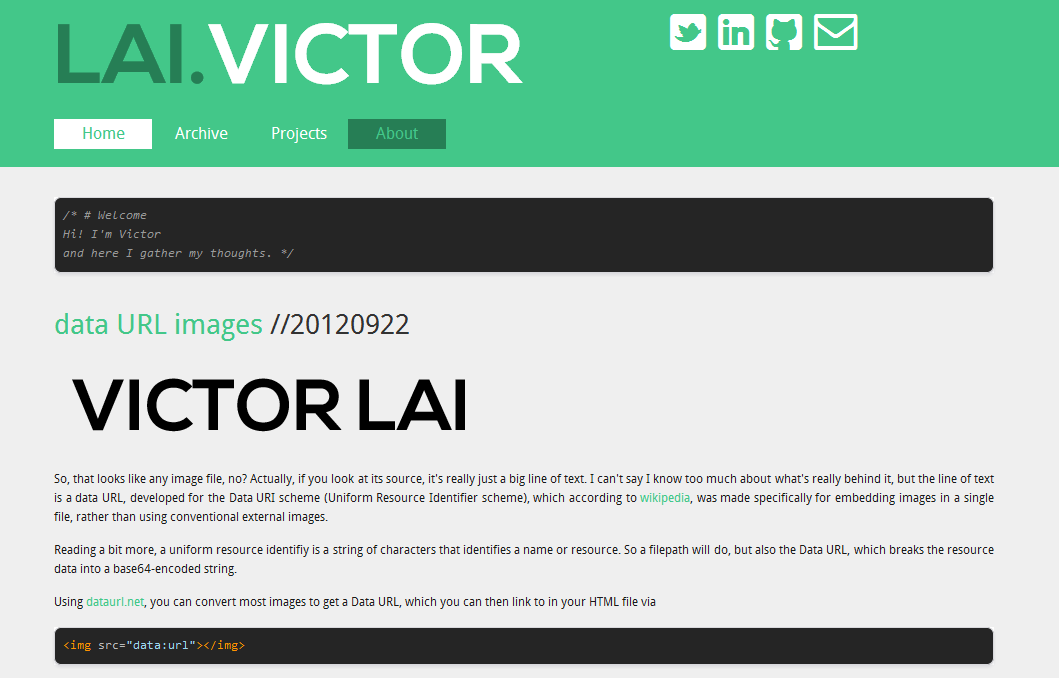 LAI.VICTOR
Home Archive Projects About
/* # Welcome
Hi! I'm Victor
and here I gather my thoughts. */
data URL images //20120922
VICTOR LAI
So, that looks like any image file, no? Actually, if you look at its source, it's really just a big line of text. I can't say I know too much about what's really behind it, but the line of text
is a data URL, developed for the Data URI scheme (Uniform Resource Identifier scheme), which according to wikipedia, was made specifically for embedding images in a single
file, rather than using conventional external images.
Reading a bit more, a uniform resource identifiy is a string of characters that identifies a name or resource. So a filepath will do, but also the Data URL, which breaks the resource
data into a base64-encoded string.
Using dataurl.net, you can convert most images to get a Data URL, which you can then link to in your HTML file via
<img src="data:url"></img>